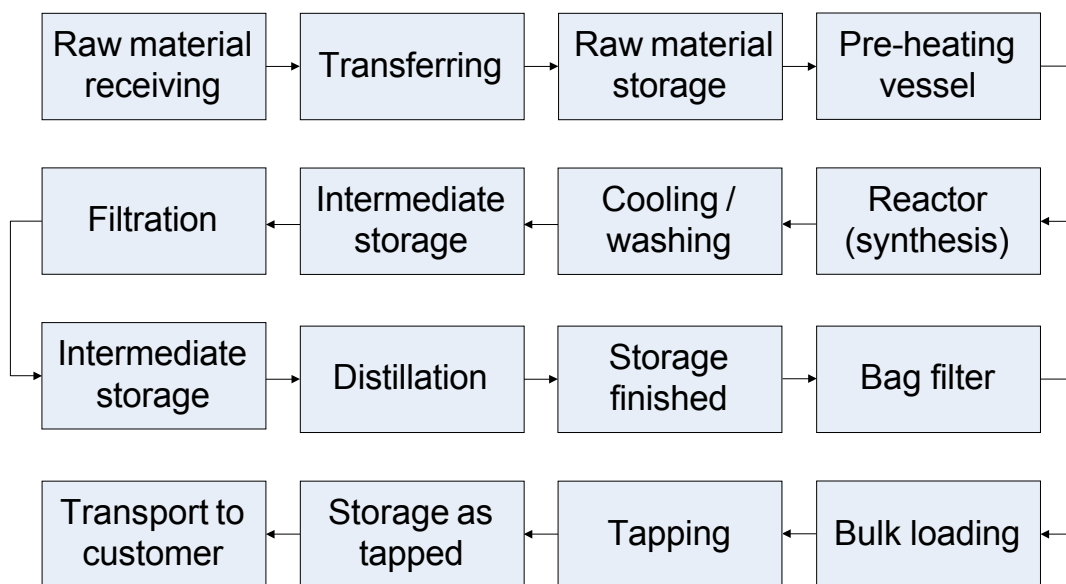 Raw material
receiving
Transferring
Raw material
storage
Pre-heating
vessel
Filtration
Intermediate
storage
Cooling /
washing
Reactor
(synthesis)
Intermediate
storage
Distillation
Storage
finished
Bag filter
Transport to
customer
Storage as
tapped
Tapping
Bulk loading